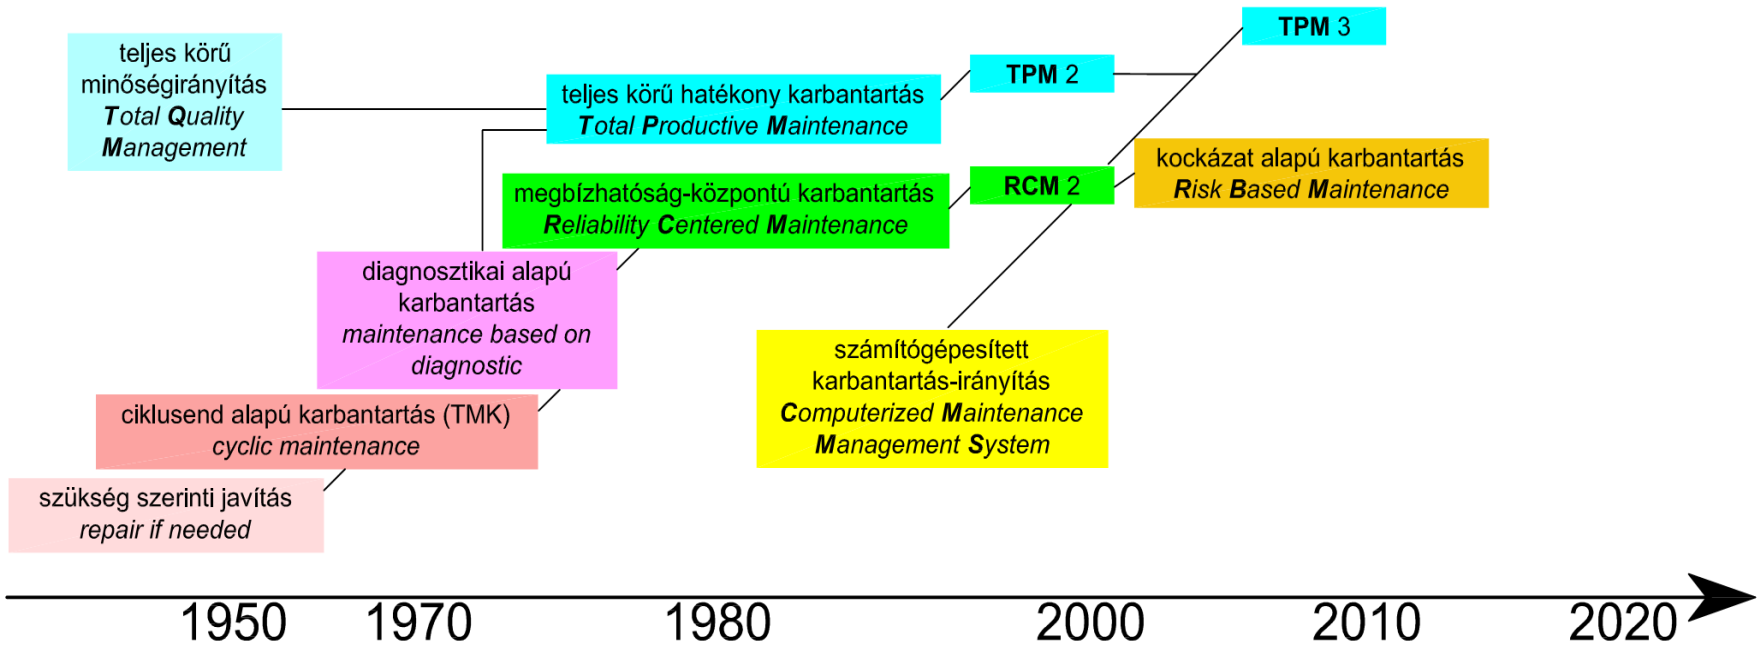 teljes körű
minőségirányítás
Total Quality
Management
teljes körű hatékony karbantartás
Total Productive Maintenance
TPM 2
TPM 3
megbízhatóság-központú karbantartás
Reliability Centered Maintenance
RCM 2
kockázat alapú karbantartás
Risk Based Maintenance
diagnosztikai alapú
karbantartás
maintenance based on
diagnostic
számítógépesített
karbantartás-irányítás
Computerized Maintenance
Management System
ciklusend alapú karbantartás (TMK)
cyclic maintenance
szükség szerinti javítás
repair if needed
1950 1970 1980 2000 2010 2020